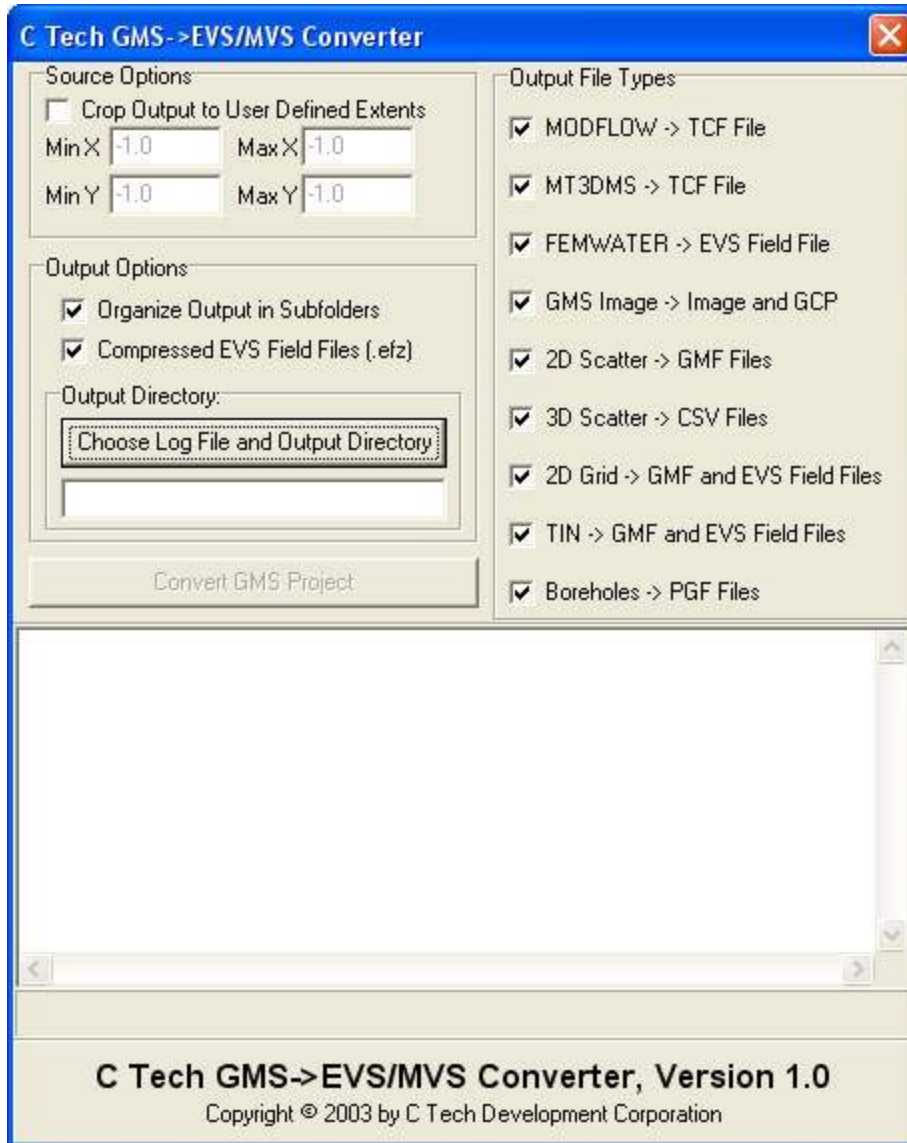 C Tech GMS->EVS/MVS Converter
Source Options
Crop Output to User Defined Extents
Min X -1.0 Max X -1.0
Min Y -1.0 Max Y -1.0
Output Options
Organize Output in Subfolders
Compressed EVS Field Files (.efz)
Output Directory:
Choose Log File and Output Directory
Convert GMS Project
Output File Types
MODFLOW -> TCF File
MT3DMS -> TCF File
FEMWATER -> EVS Field File
GMS Image -> Image and GCP
2D Scatter -> GMF Files
3D Scatter -> CSV Files
2D Grid -> GMF and EVS Field Files
TIN -> GMF and EVS Field Files
Boreholes -> PGF Files
C Tech GMS->EVS/MVS Converter, Version 1.0
Copyright © 2003 by C Tech Development Corporation